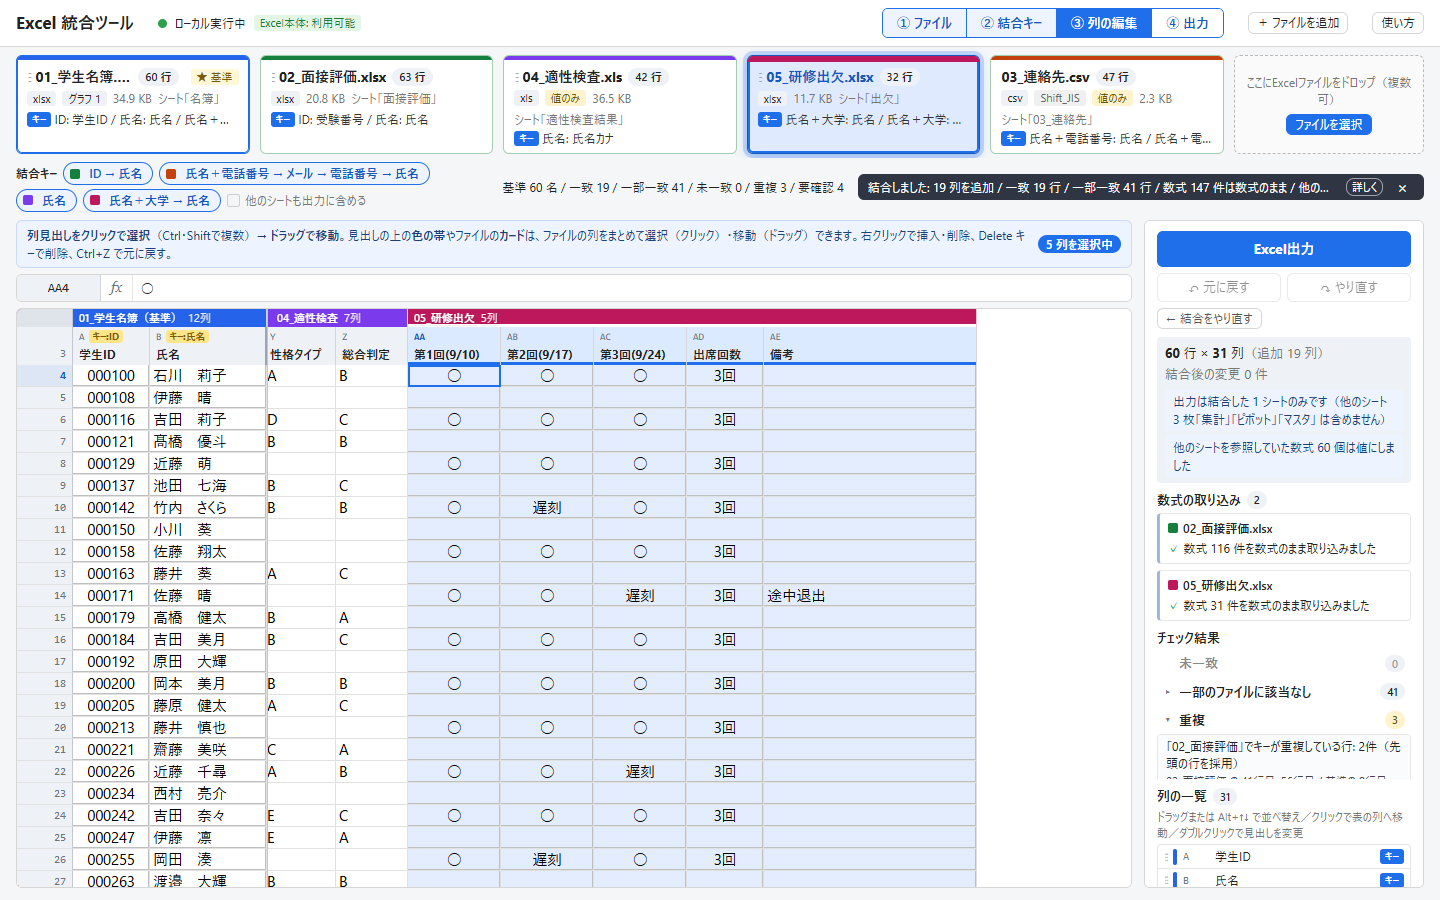 Excel 統合ツール
ローカル実行中
Excel本体: 利用可能
① ファイル
② 結合キー
③ 列の編集
④ 出力
＋ ファイルを追加
使い方
01_学生名簿.... 60 行 ★ 基準
xlsx グラフ 1 34.9 KB シート「名簿」
キー ID: 学生ID / 氏名: 氏名 / 氏名＋...
02_面接評価.xlsx 63 行
xlsx 20.8 KB シート「面接評価」
キー ID: 受験番号 / 氏名: 氏名
04_適性検査.xls 42 行
xls 値のみ 36.5 KB
シート「適性検査結果」
キー 氏名: 氏名カナ
05_研修出欠.xlsx 32 行
xlsx 11.7 KB シート「出欠」
キー 氏名＋大学: 氏名 / 氏名＋大学: ...
03_連絡先.csv 47 行
csv Shift_JIS 値のみ 2.3 KB
シート「03_連絡先」
キー 氏名＋電話番号: 氏名 / 氏名＋電...
ここにExcelファイルをドロップ（複数可）
ファイルを選択
結合キー ID → 氏名 氏名＋電話番号 → メール → 電話番号 → 氏名
氏名 氏名＋大学 → 氏名 他のシートも出力に含める
基準 60 名 / 一致 19 / 一部一致 41 / 未一致 0 / 重複 3 / 要確認 4
結合しました: 19 列を追加 / 一致 19 行 / 一部一致 41 行 / 数式 147 件は数式のまま / 他の... 詳しく ×
列見出しをクリックで選択（Ctrl・Shiftで複数）→ ドラッグで移動。見出しの上の色の帯やファイルのカードは、ファイルの列をまとめて選択（クリック）・移動（ドラッグ）できます。右クリックで挿入・削除、Delete キ
ーで削除、Ctrl+Z で元に戻す。
5 列を選択中
AA4 fx 〇
01_学生名簿（基準） 12列 04_適性検査 7列 05_研修出欠 5列
A キー:ID B キー:氏名 Y Z AA AB AC AD AE
3 学生ID 氏名 性格タイプ 総合判定 第1回(9/10) 第2回(9/17) 第3回(9/24) 出席回数 備考
4 000100 石川 莉子 A B 〇 〇 〇 3回
5 000108 伊藤 晴
6 000116 吉田 莉子 D C 〇 〇 〇 3回
7 000121 髙橋 優斗 B B
8 000129 近藤 萌 〇 〇 〇 3回
9 000137 池田 七海 B C
10 000142 竹内 さくら B B 〇 遅刻 〇 3回
11 000150 小川 葵
12 000158 佐藤 翔太 〇 〇 〇 3回
13 000163 藤井 葵 A C
14 000171 佐藤 晴 〇 〇 遅刻 3回 途中退出
15 000179 高橋 健太 B A
16 000184 吉田 美月 B C 〇 〇 〇 3回
17 000192 原田 大輝
18 000200 岡本 美月 B B 〇 〇 〇 3回
19 000205 藤原 健太 A C
20 000213 藤井 慎也 〇 〇 〇 3回
21 000221 齋藤 美咲 C A
22 000226 近藤 千尋 A B 〇 〇 遅刻 3回
23 000234 西村 亮介
24 000242 吉田 奈々 E C 〇 〇 〇 3回
25 000247 伊藤 凛 E A
26 000255 岡田 湊 〇 遅刻 〇 3回
27 000263 渡邉 大輝 B B
Excel出力
元に戻す やり直す
← 結合をやり直す
60 行 × 31 列（追加 19 列）
結合後の変更 0 件
出力は結合した 1 シートのみです（他のシート
3 枚「集計」「ピボット」「マスタ」は含めません）
他のシートを参照していた数式 60 個は値にしま
した
数式の取り込み 2
02_面接評価.xlsx
✓ 数式 116 件を数式のまま取り込みました
05_研修出欠.xlsx
✓ 数式 31 件を数式のまま取り込みました
チェック結果
未一致 0
一部のファイルに該当なし 41
重複 3
「02_面接評価」でキーが重複している行: 2件（先
頭の行を採用）
列の一覧 31
ドラッグまたは Alt+↑↓ で並べ替え／クリックで表の列へ移
動／ダブルクリックで見出しを変更
A 学生ID キー
B 氏名 キー